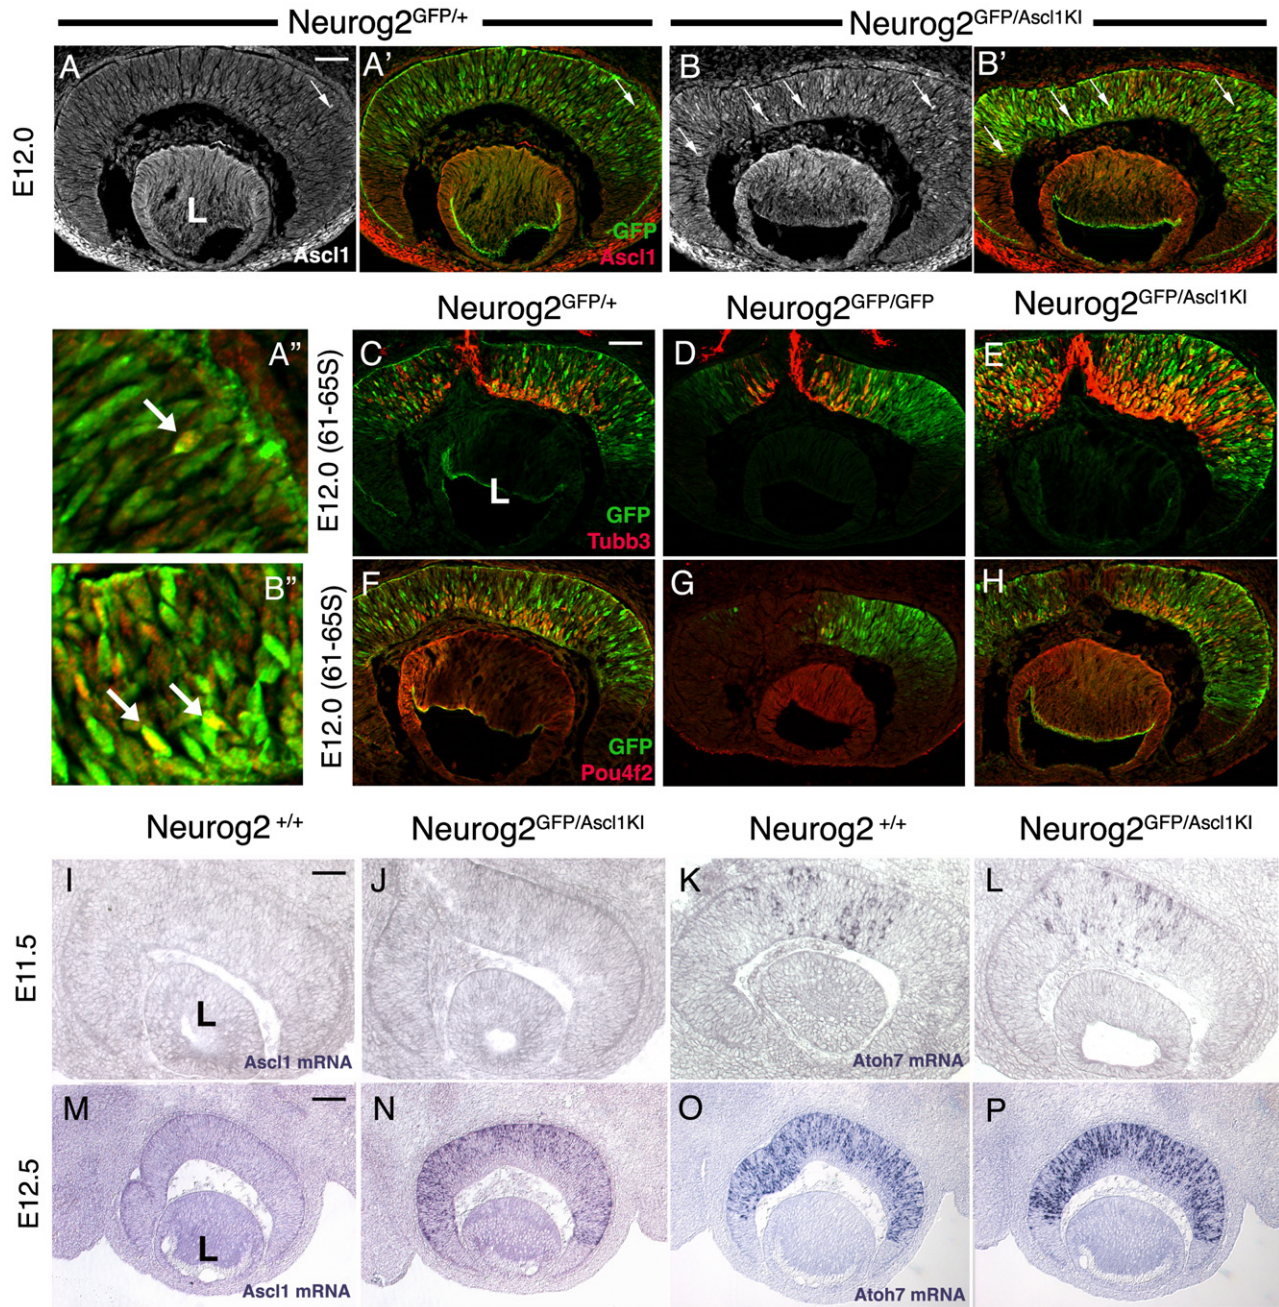 Neurog2GFP/+ Neurog2GFP/Ascl1KI
E12.0
A A’ B B’
L
Ascl1 GFP
Ascl1
Neurog2GFP/+ Neurog2GFP/GFP Neurog2GFP/Ascl1KI
A”
E12.0 (61-65S)
C D E
L
GFP
Tubb3
B”
E12.0 (61-65S)
F G H
GFP
Pou4f2
Neurog2 +/+ Neurog2GFP/Ascl1KI Neurog2 +/+ Neurog2GFP/Ascl1KI
E11.5
I J K L
L
Ascl1 mRNA Atoh7 mRNA
E12.5
M N O P
L
Ascl1 mRNA Atoh7 mRNA